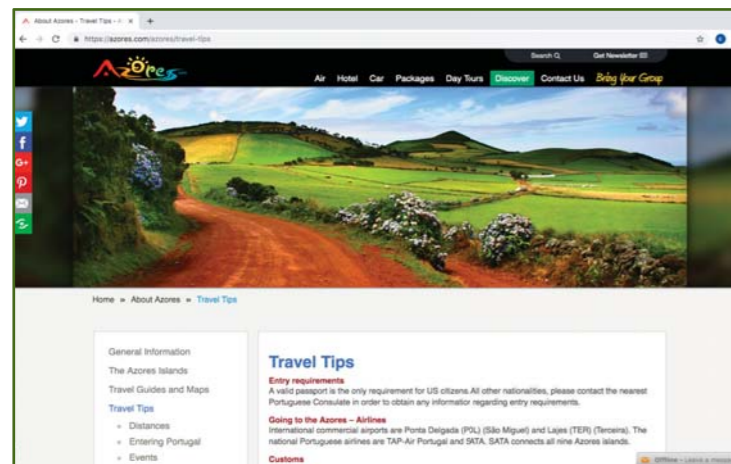 About Azores - Travel Tips - A
https://azores.com/azores/travel-tips
Search
Get Newsletter
Azores
Air Hotel Car Packages Day Tours Discover Contact Us Bring Your Group
Home » About Azores » Travel Tips
General Information
The Azores Islands
Travel Guides and Maps
Travel Tips
Distances
Entering Portugal
Events
Travel Tips
Entry requirements
A valid passport is the only requirement for US citizens.All other nationalities, please contact the nearest
Portuguese Consulate in order to obtain any informatior regarding entry requirements.
Going to the Azores – Airlines
International commercial airports are Ponta Delgada (P0L) (São Miguel) and Lajes (TER) (Terceira). The
national Portuguese airlines are TAP-Air Portugal and SATA. SATA connects all nine Azores islands.
Customs
Offline – Leave a message